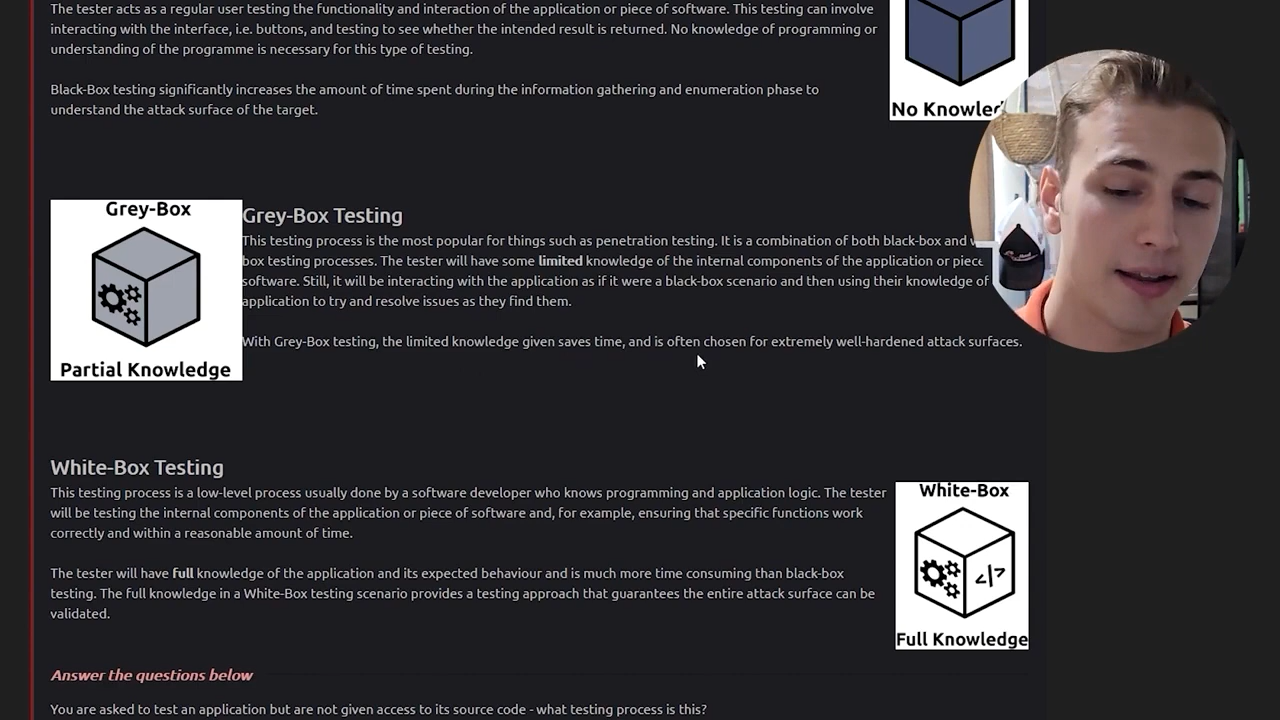 The tester acts as a regular user testing the functionality and interaction of the application or piece of software. This testing can involve
interacting with the interface, i.e. buttons, and testing to see whether the intended result is returned. No knowledge of programming or
understanding of the programme is necessary for this type of testing.
Black-Box testing significantly increases the amount of time spent during the information gathering and enumeration phase to
understand the attack surface of the target.
No
Grey-Box
Partial Knowledge
Grey-Box Testing
This testing process is the most popular for things such as penetration testing. It is a combination of both black-box and
box testing processes. The tester will have some limited knowledge of the internal components of the application or piece
software. Still, it will be interacting with the application as if it were a black-box scenario and then using their knowledge of
application to try and resolve issues as they find them.
With Grey-Box testing, the limited knowledge given saves time, and is often chosen for extremely well-hardened attack surfaces.
White-Box Testing
This testing process is a low-level process usually done by a software developer who knows programming and application logic. The tester
will be testing the internal components of the application or piece of software and, for example, ensuring that specific functions work
correctly and within a reasonable amount of time.
The tester will have full knowledge of the application and its expected behaviour and is much more time consuming than black-box
testing. The full knowledge in a White-Box testing scenario provides a testing approach that guarantees the entire attack surface can be
validated.
White-Box
</>
Full Knowledge
Answer the questions below
You are asked to test an application but are not given access to its source code - what testing process is this?